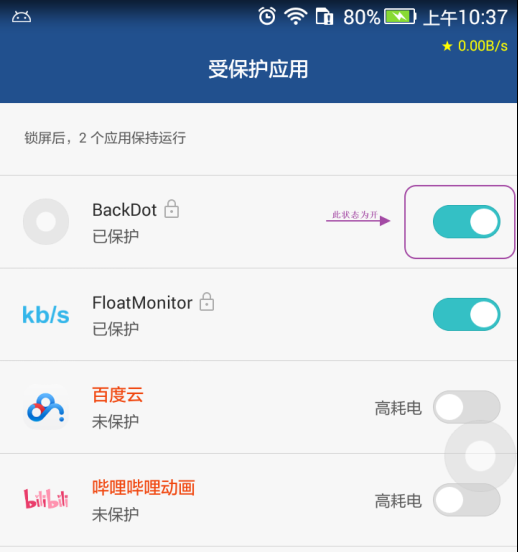 80% 上午10:37
★ 0.00B/s
受保护应用
锁屏后，2 个应用保持运行
BackDot
已保护
此状态为开
kb/s
FloatMonitor
已保护
百度云
未保护
高耗电
bilibili
哔哩哔哩动画
未保护
高耗电